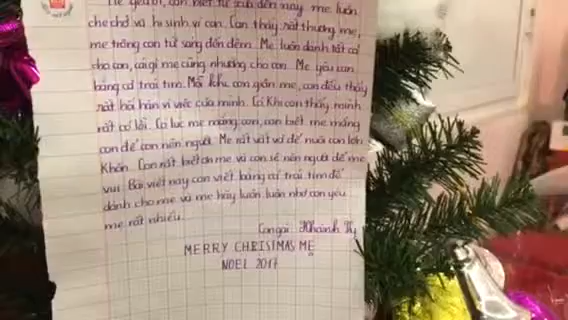 Mẹ yêu ơi, con biết từ xưa đến nay mẹ luôn
che chở và hi sinh vì con. Con thấy rất thương mẹ,
mẹ trông con từ sáng đến đêm. Mẹ luôn dành tất cả
cho con, cái gì mẹ cũng nhường cho con. Mẹ yêu con
bằng cả trái tim. Mỗi khi con giận mẹ, con đều thấy
rất hối hận vì việc của mình. Có khi con thấy mình
rất có lỗi. Có lúc mẹ mắng con, con biết mẹ mắng
con để con nên người. Mẹ rất vất vả để nuôi con lớn
khôn. Con rất biết ơn mẹ và con sẽ nên người để mẹ
vui. Bài viết này con viết bằng cả trái tim để
dành cho mẹ và mẹ hãy luôn luôn nhớ con yêu
mẹ rất nhiều.
Con gái: Khánh Vy
MERRY CHRISTMAS MẸ
NOEL 2017